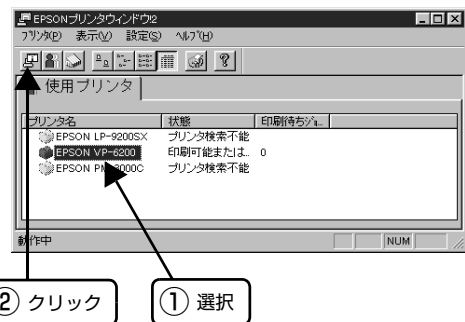 EPSONプリンタウィンドウ!2
プリンタ(P) 表示(V) 設定(S) ヘルプ(H)
使用プリンタ
プリンタ名 状態 印刷待ちジョ...
EPSON LP-9200SX プリンタ検索不能
EPSON VP-6200 印刷可能または... 0
EPSON PM-3000C プリンタ検索不能
動作中 NUM
② クリック ① 選択